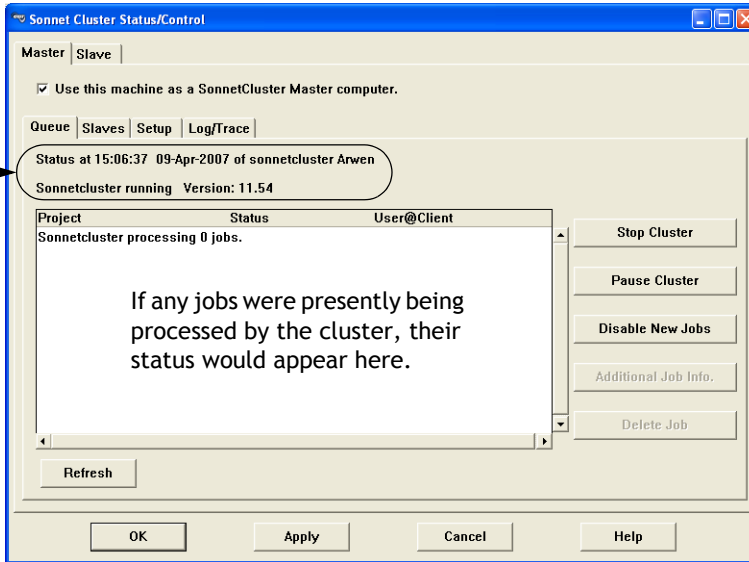 Sonnet Cluster Status/Control
Master Slave
Use this machine as a SonnetCluster Master computer.
Queue Slaves Setup Log/Trace
Status at 15:06:37 09-Apr-2007 of sonnetcluster Arwen
Sonnetcluster running Version: 11.54
Project Status User@Client
Sonnetcluster processing 0 jobs.
If any jobs were presently being
processed by the cluster, their
status would appear here.
Stop Cluster
Pause Cluster
Disable New Jobs
Additional Job Info.
Delete Job
Refresh
OK Apply Cancel Help